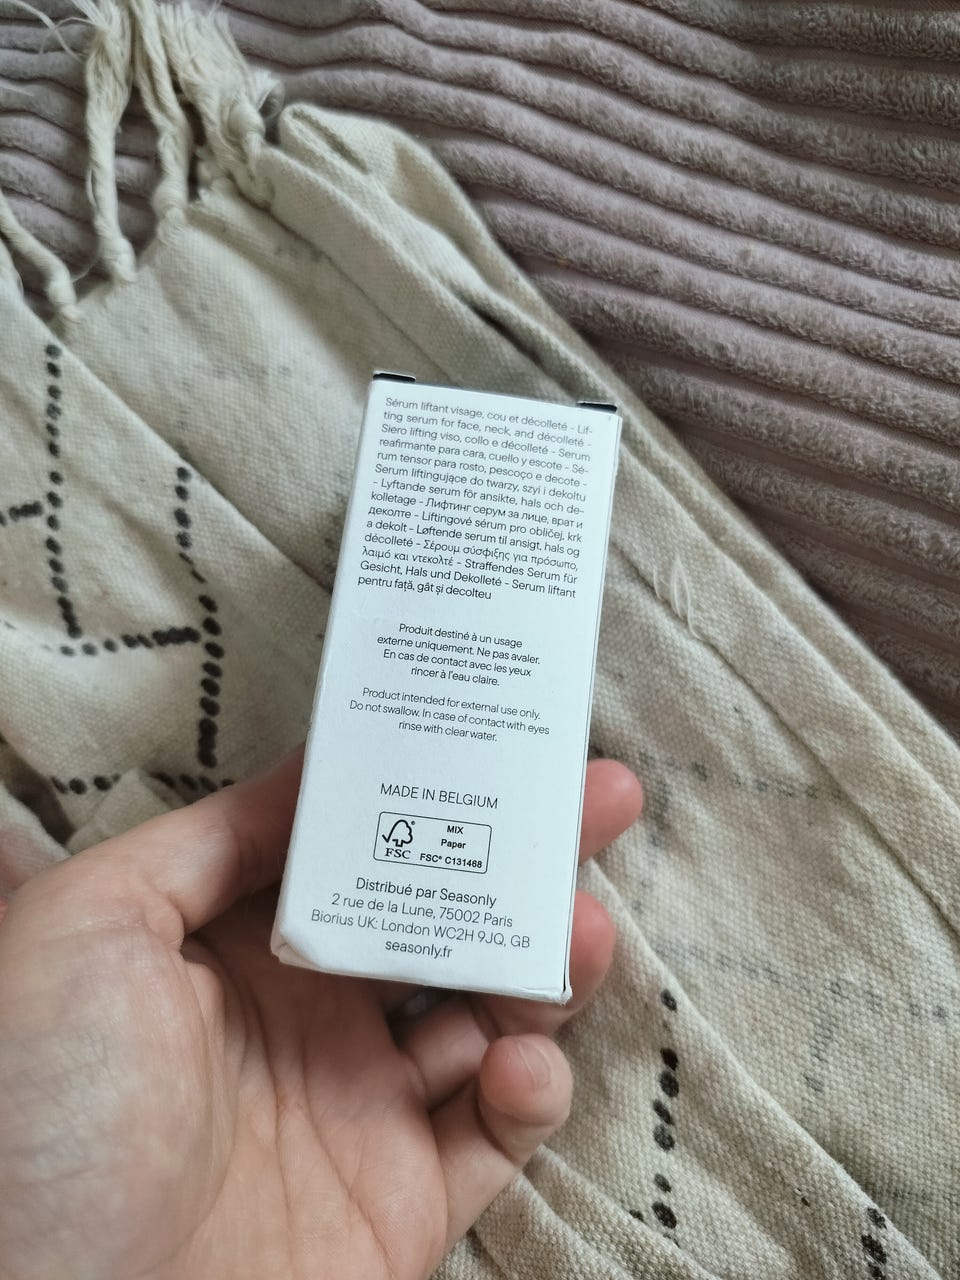 Sérum liftant visage, cou et décolleté - Lif-
ting serum for face, neck, and décolleté -
Siero lifting viso, collo e décolleté - Serum
reafirmante para cara, cuello y escote - Sé-
rum tensor para rosto, pescoço e decote -
Serum liftingujące do twarzy, szyi i dekoltu
- Lyftande serum för ansikte, hals och de-
kolletage - Лифтинг серум за лице, врат и
деколте - Liftingové sérum pro obličej, krk
a dekolt - Løftende serum til ansigt, hals og
décolleté - Σέρουμ σύσφιξης για πρόσωπο,
λαιμό και ντεκολτέ - Straffendes Serum für
Gesicht, Hals und Dekolleté - Serum liftant
pentru față, gât și decolteu
Produit destiné à un usage
externe uniquement. Ne pas avaler.
En cas de contact avec les yeux
rincer à l'eau claire.
Product intended for external use only.
Do not swallow. In case of contact with eyes
rinse with clear water.
MADE IN BELGIUM
MIX
Paper
FSC® C131468
FSC
Distribué par Seasonly
2 rue de la Lune, 75002 Paris
Biorius UK: London WC2H 9JQ, GB
seasonly.fr